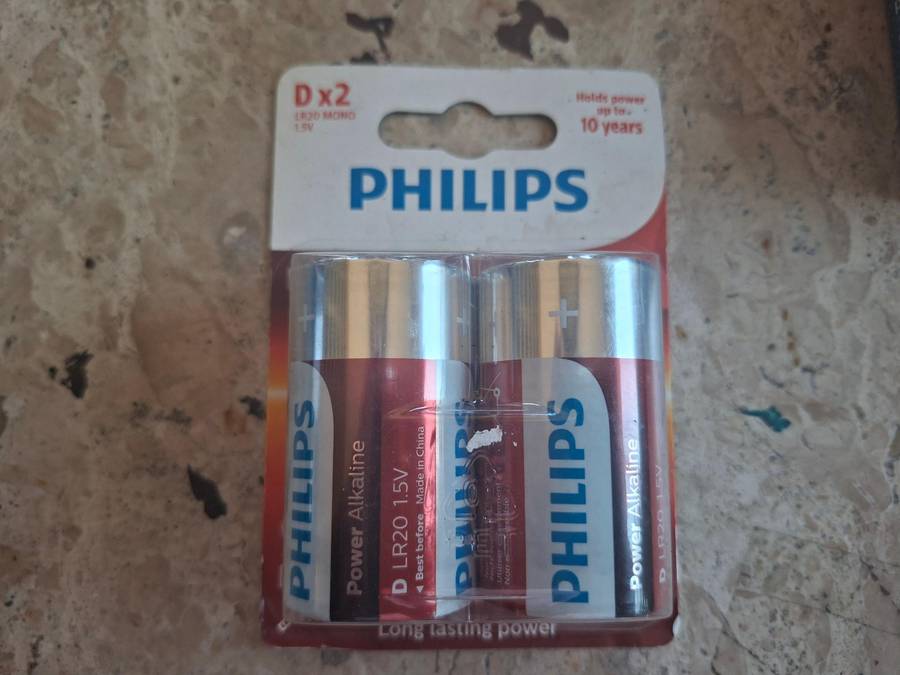 D x2
LR20 MONO
1.5V
Holds power
up to
10 years
PHILIPS
+
+
+
PHILIPS
Power Alkaline
D LR20 1.5V
◄ Best before Made in China
PHILIPS
PHILIPS
Power Alkaline
D LR20 1.5V
Long lasting power